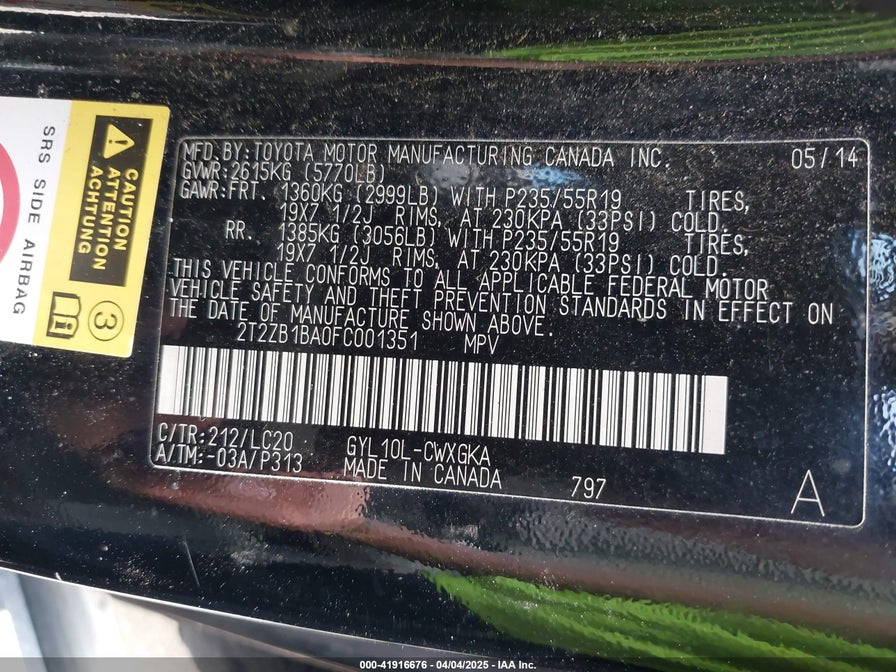 SRS SIDE AIRBAG
CAUTION
ATTENTION
ACHTUNG
3
MFD. BY:TOYOTA MOTOR MANUFACTURING CANADA INC. 05/14
GVWR:2615KG (5770LB)
GAWR:FRT. 1360KG (2999LB) WITH P235/55R19 TIRES,
19X7 1/2J RIMS, AT 230KPA (33PSI) COLD.
RR. 1385KG (3056LB) WITH P235/55R19 TIRES,
19X7 1/2J RIMS, AT 230KPA (33PSI) COLD.
THIS VEHICLE CONFORMS TO ALL APPLICABLE FEDERAL MOTOR
VEHICLE SAFETY AND THEFT PREVENTION STANDARDS IN EFFECT ON
THE DATE OF MANUFACTURE SHOWN ABOVE.
2T2ZB1BA0FC001351 MPV
C/TR:212/LC20 GYL10L-CWXGKA
A/TM:-03A/P313 MADE IN CANADA 797 A
000-41916676 - 04/04/2025 - IAA Inc.